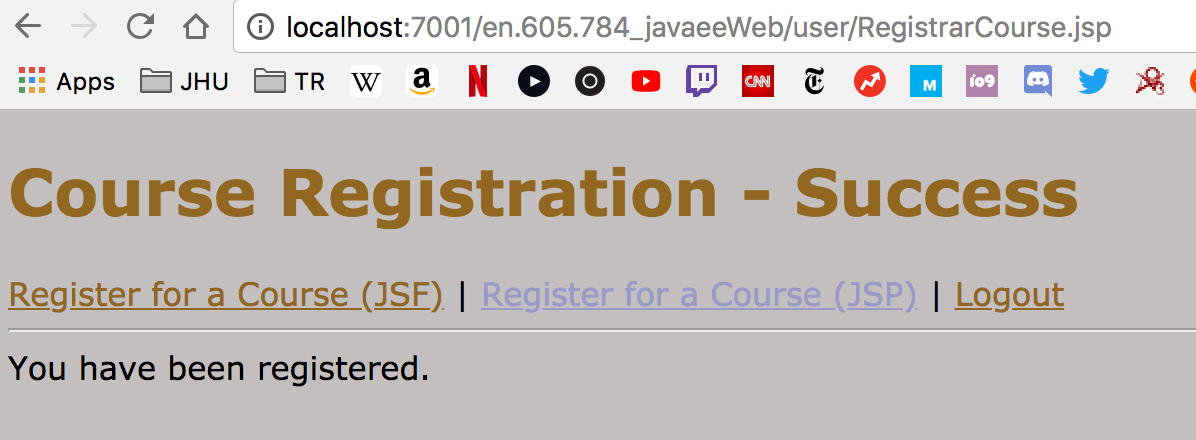 localhost:7001/en.605.784_javaeeWeb/user/RegistrarCourse.jsp
Apps JHU TR W a N CNN T M io9
Course Registration - Success
Register for a Course (JSF) | Register for a Course (JSP) | Logout
You have been registered.